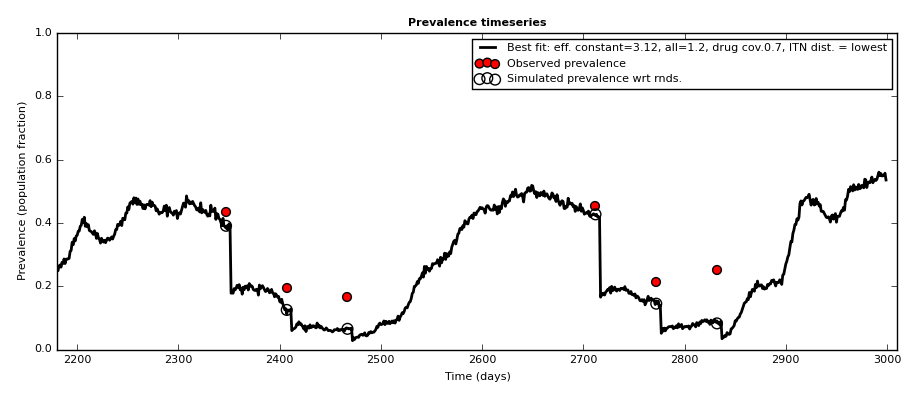 Prevalence timeseries
Best fit: eff. constant=3.12, all=1.2, drug cov.0.7, ITN dist. = lowest
Observed prevalence
Simulated prevalence wrt rnds.
Prevalence (population fraction)
1.0
0.8
0.6
0.4
0.2
0.0
2200 2300 2400 2500 2600 2700 2800 2900 3000
Time (days)